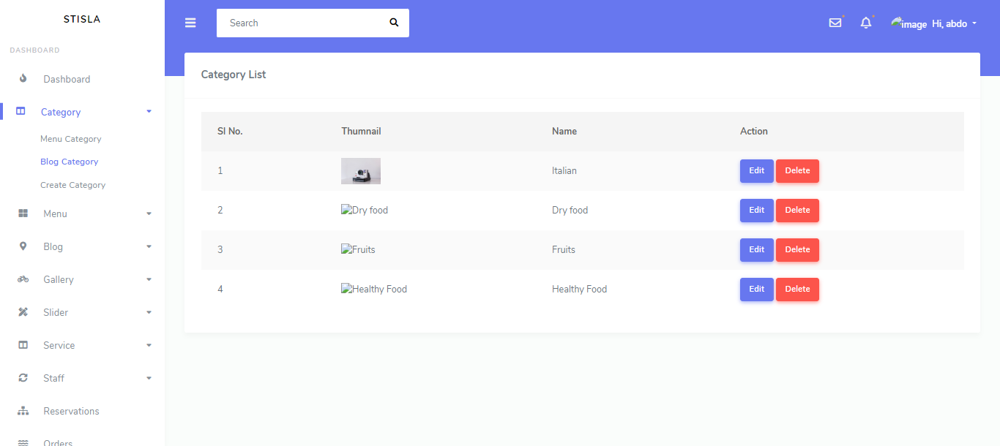 STISLA
Search
image Hi, abdo
DASHBOARD
Dashboard
Category
Menu Category
Blog Category
Create Category
Menu
Blog
Gallery
Slider
Service
Staff
Reservations
Orders
Category List
Sl No. Thumnail Name Action
1 Italian Edit Delete
2 Dry food Dry food Edit Delete
3 Fruits Fruits Edit Delete
4 Healthy Food Healthy Food Edit Delete